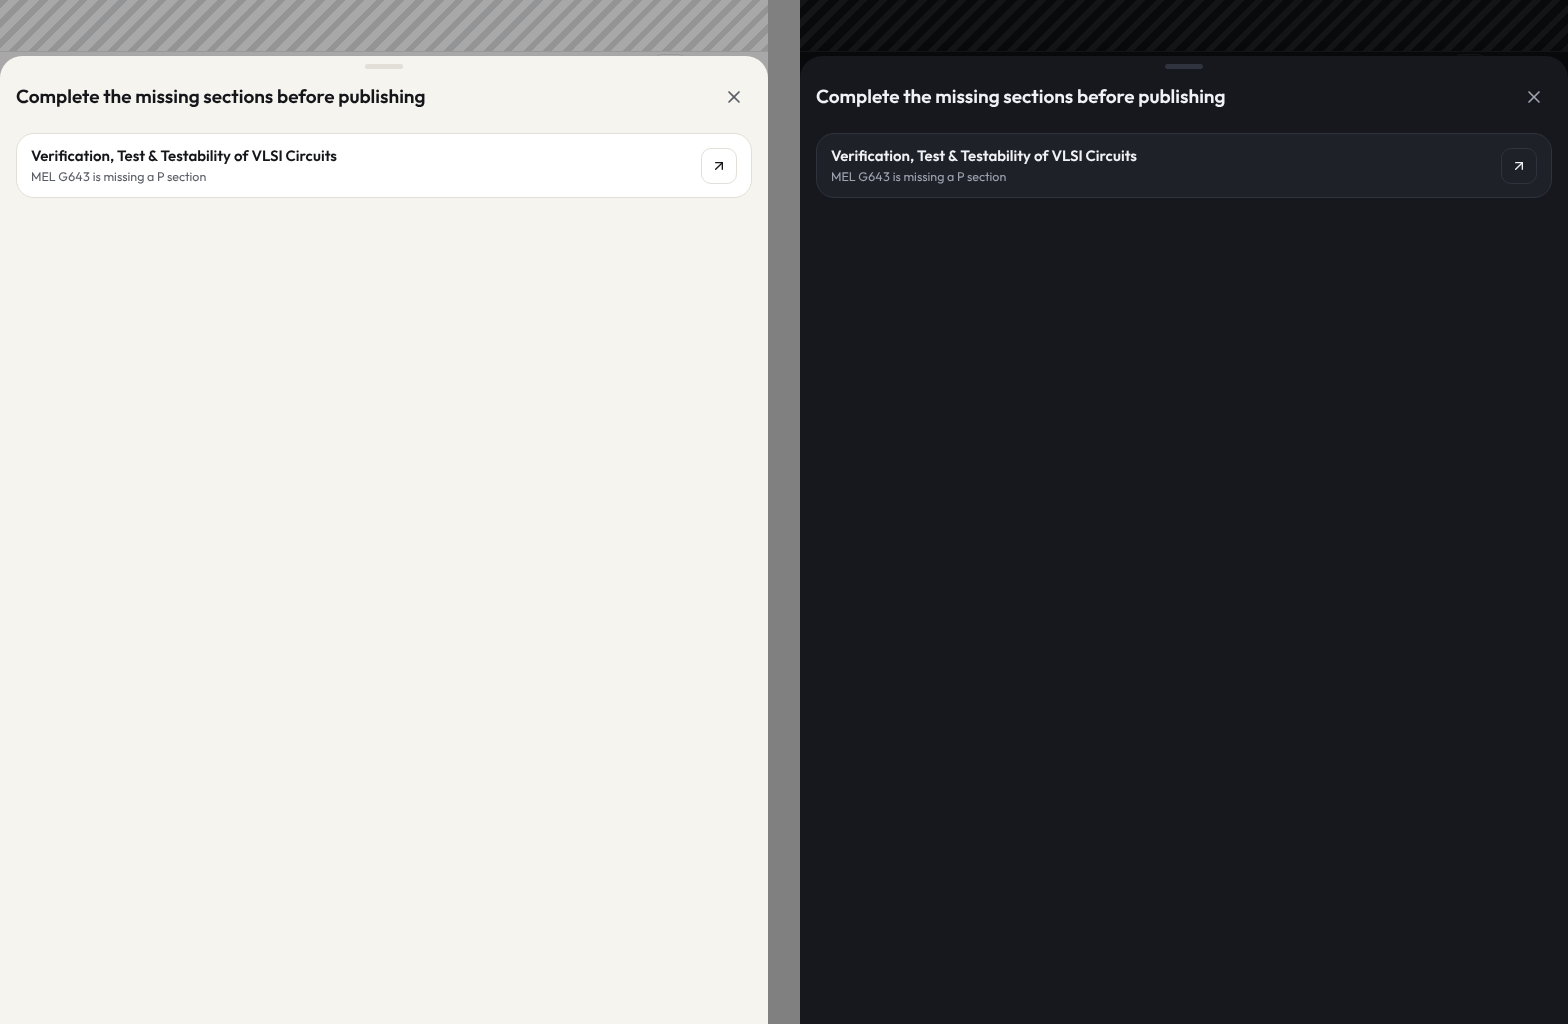 Complete the missing sections before publishing
Verification, Test & Testability of VLSI Circuits
MEL G643 is missing a P section
Complete the missing sections before publishing
Verification, Test & Testability of VLSI Circuits
MEL G643 is missing a P section